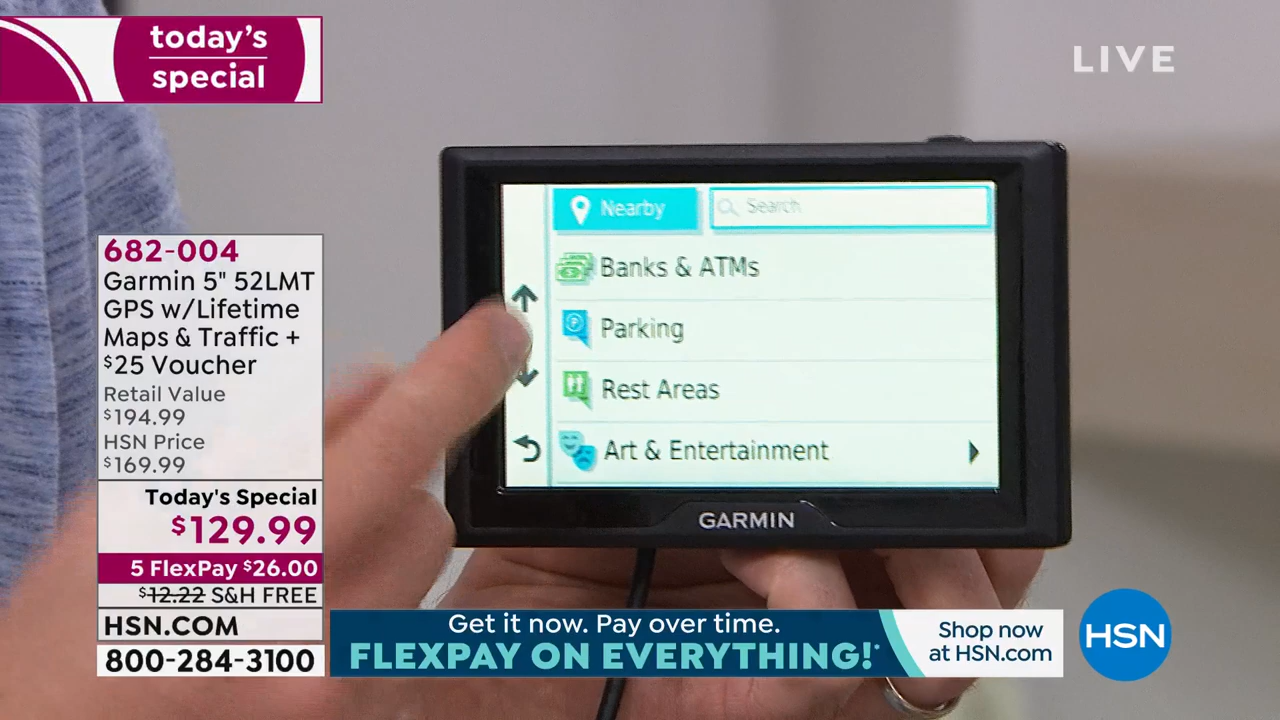 today's
special
LIVE
682-004
Garmin 5" 52LMT
GPS w/Lifetime
Maps & Traffic +
$25 Voucher
Retail Value
$194.99
HSN Price
$169.99
Today's Special
$129.99
5 FlexPay $26.00
$12.22 S&H FREE
HSN.COM
800-284-3100
Nearby
Search
Banks & ATMs
Parking
Rest Areas
Art & Entertainment
GARMIN
Get it now. Pay over time.
FLEXPAY ON EVERYTHING!*
Shop now
at HSN.com
HSN